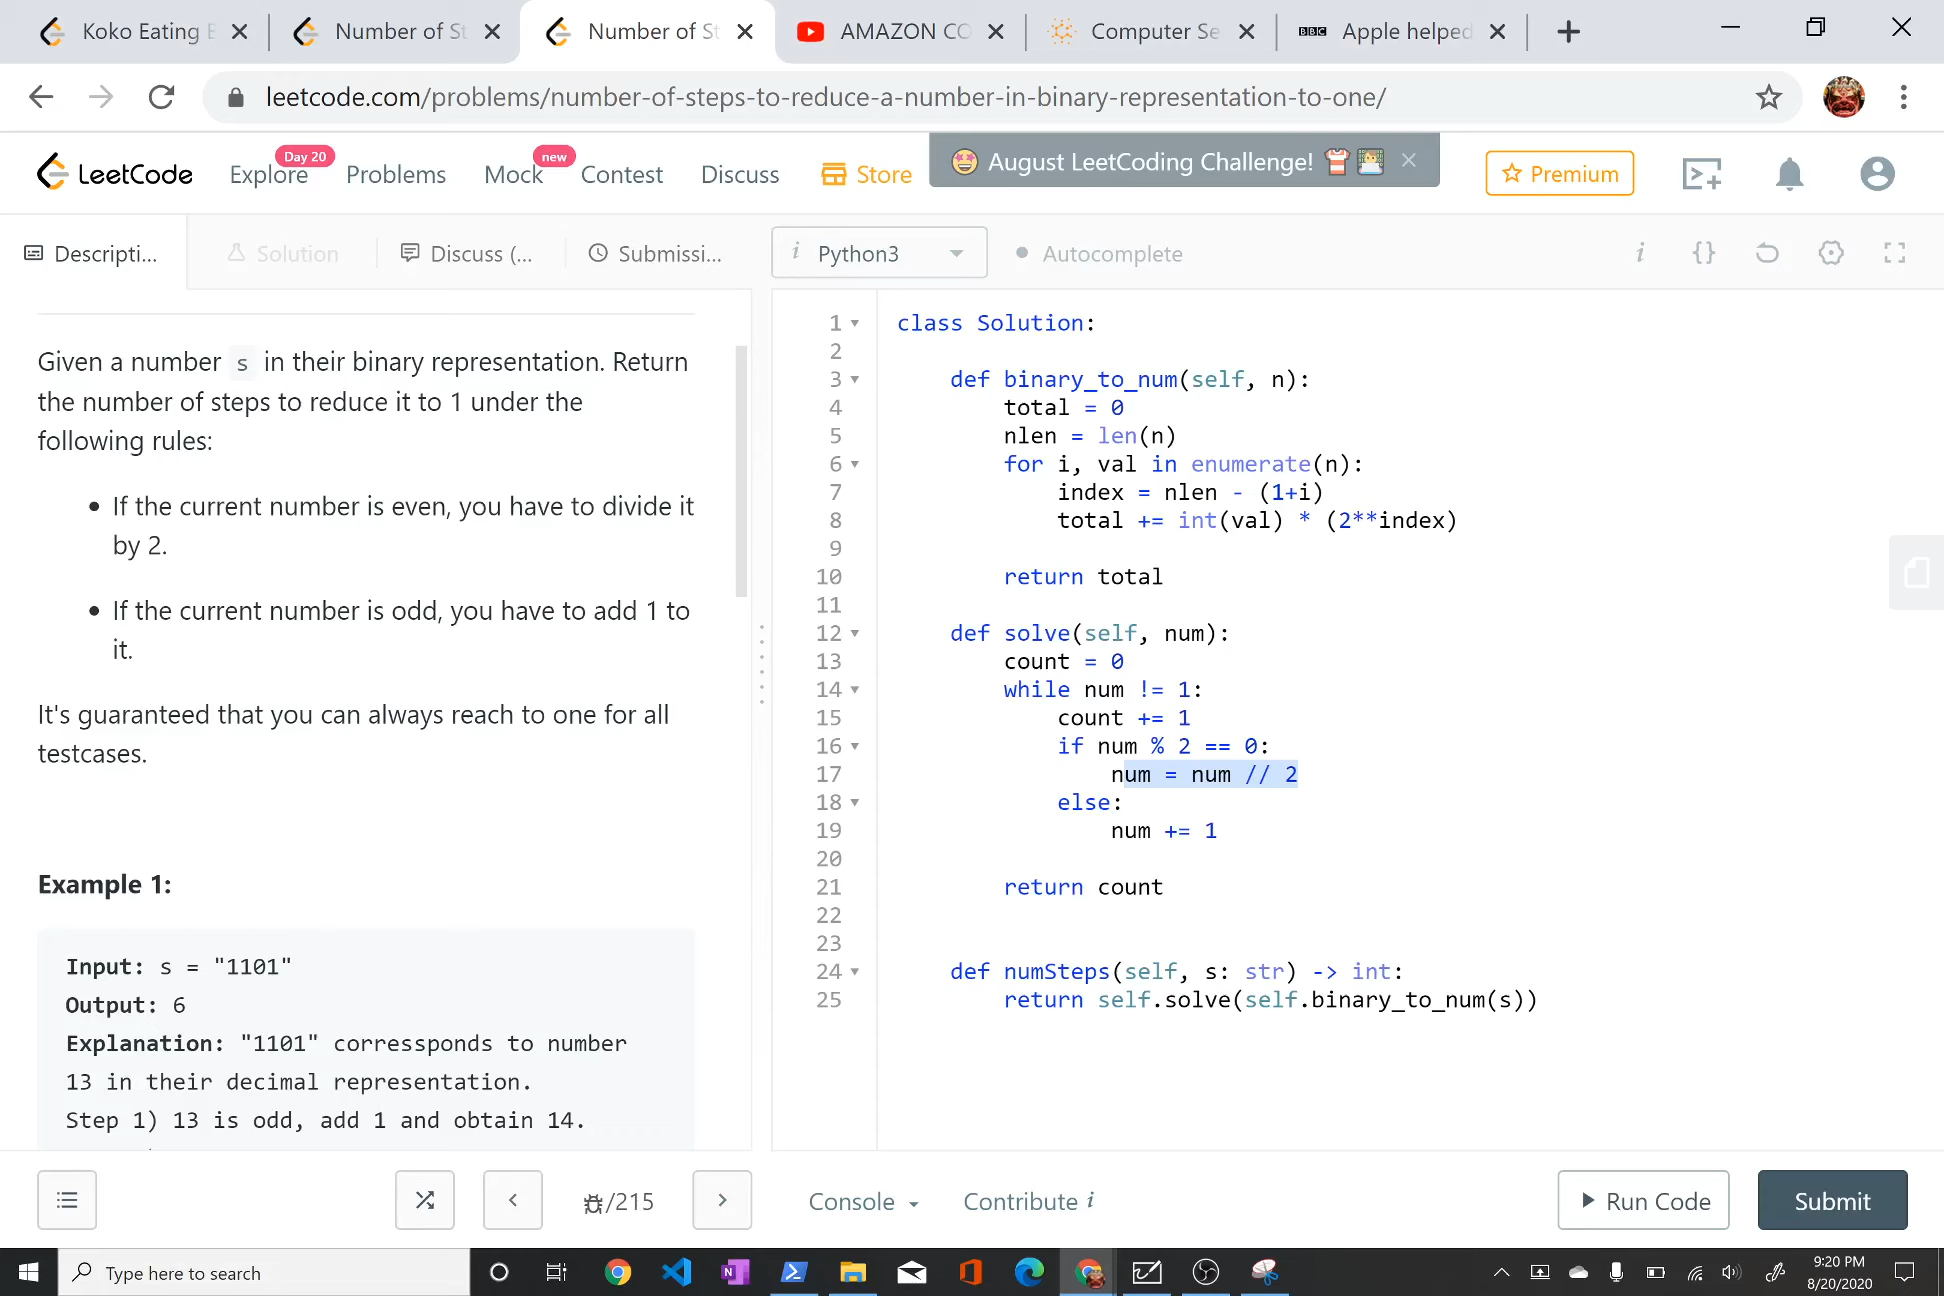 Koko Eating B
Number of St
Number of St
AMAZON CO
Computer Se
BBC
Apple helped
leetcode.com/problems/number-of-steps-to-reduce-a-number-in-binary-representation-to-one/
LeetCode
Explore
Day 20
Problems
Mock
new
Contest
Discuss
Store
August LeetCoding Challenge!
Premium
Descripti...
Solution
Discuss (...
Submissi...
i Python3
Autocomplete
i {}
Given a number s in their binary representation. Return
the number of steps to reduce it to 1 under the
following rules:
• If the current number is even, you have to divide it
by 2.
• If the current number is odd, you have to add 1 to
it.
It's guaranteed that you can always reach to one for all
testcases.
Example 1:
Input: s = "1101"
Output: 6
Explanation: "1101" corressponds to number
13 in their decimal representation.
Step 1) 13 is odd, add 1 and obtain 14.
1 class Solution:
2
3     def binary_to_num(self, n):
4         total = 0
5         nlen = len(n)
6         for i, val in enumerate(n):
7             index = nlen - (1+i)
8             total += int(val) * (2**index)
9
10         return total
11
12     def solve(self, num):
13         count = 0
14         while num != 1:
15             count += 1
16             if num % 2 == 0:
17                 num = num // 2
18             else:
19                 num += 1
20
21         return count
22
23
24     def numSteps(self, s: str) -> int:
25         return self.solve(self.binary_to_num(s))
/215
Console
Contribute i
Run Code
Submit
Type here to search
9:20 PM
8/20/2020